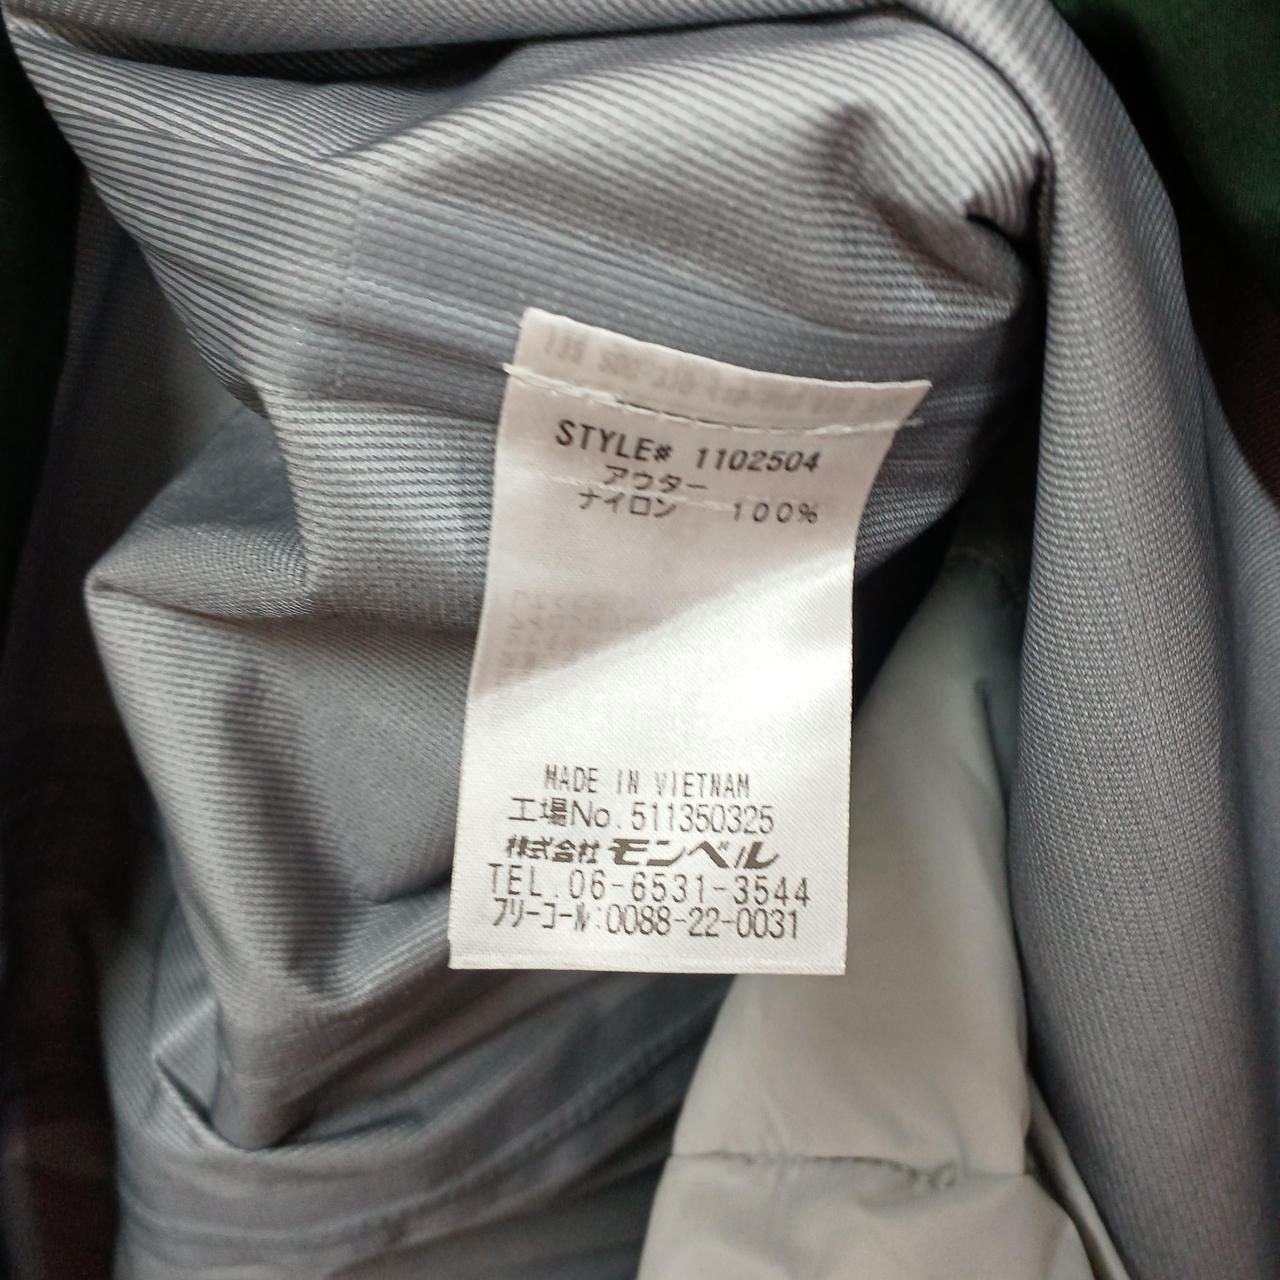 STYLE# 1102504
アウター
ナイロン 100%
MADE IN VIETNAM
工場No.511350325
株式会社モンベル
TEL.06-6531-3544
フリーコール:0088-22-0031